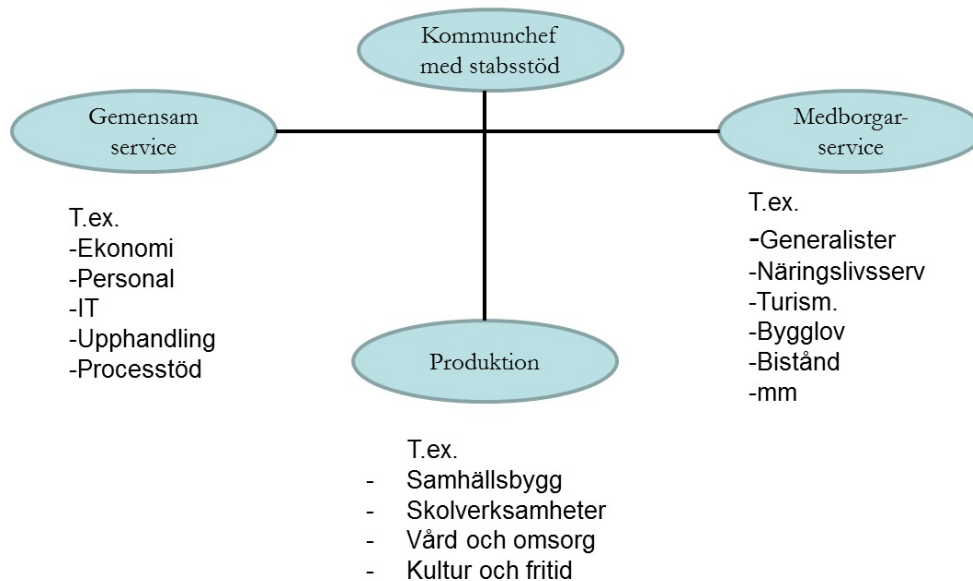 Kommunchef
med stabsstöd
Gemensam
service
Medborgar-
service
T.ex.
-Ekonomi
-Personal
-IT
-Upphandling
-Processtöd
T.ex.
-Generalister
-Näringslivsserv
-Turism.
-Bygglov
-Bistånd
-mm
Produktion
T.ex.
- Samhällsbygg
- Skolverksamheter
- Vård och omsorg
- Kultur och fritid